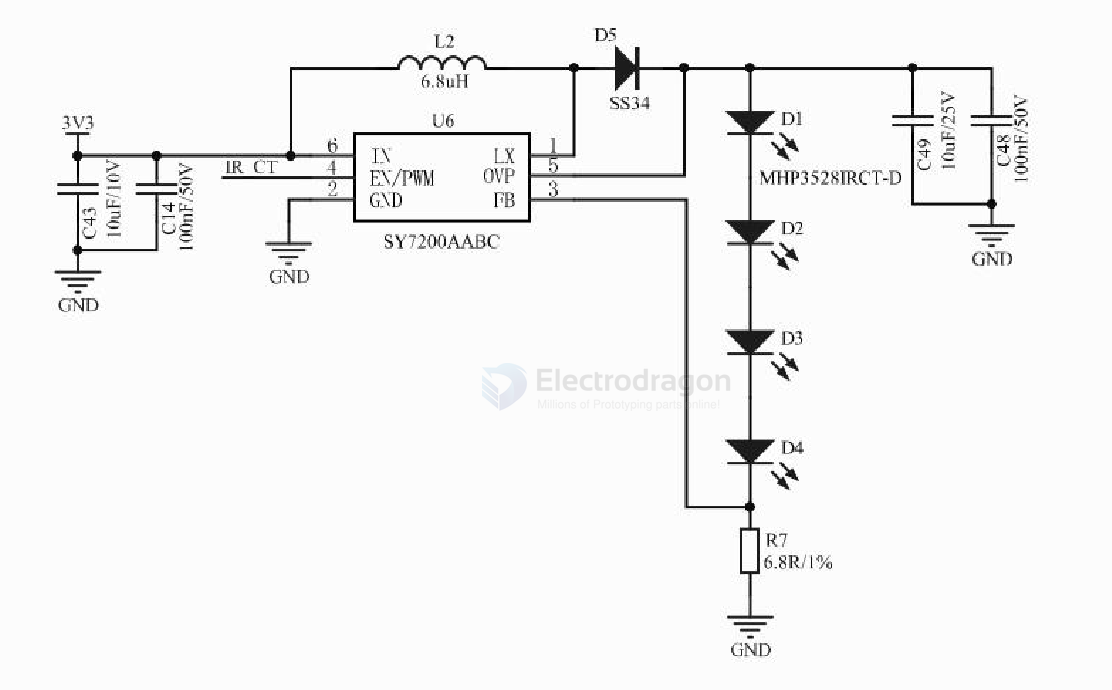 L2
6.8uH
D5
SS34
3V3
U6
6
IN
LX
1
IR_CT
4
EN/PWM
OVP
5
2
GND
FB
3
SY7200AABC
C43
10uF/10V
C14
100nF/50V
GND
GND
D1
MHP3528IRCT-D
C49
10uF/25V
C48
100nF/50V
GND
D2
D3
Electrodragon
Millions of Prototyping parts online!
D4
R7
6.8R/1%
GND